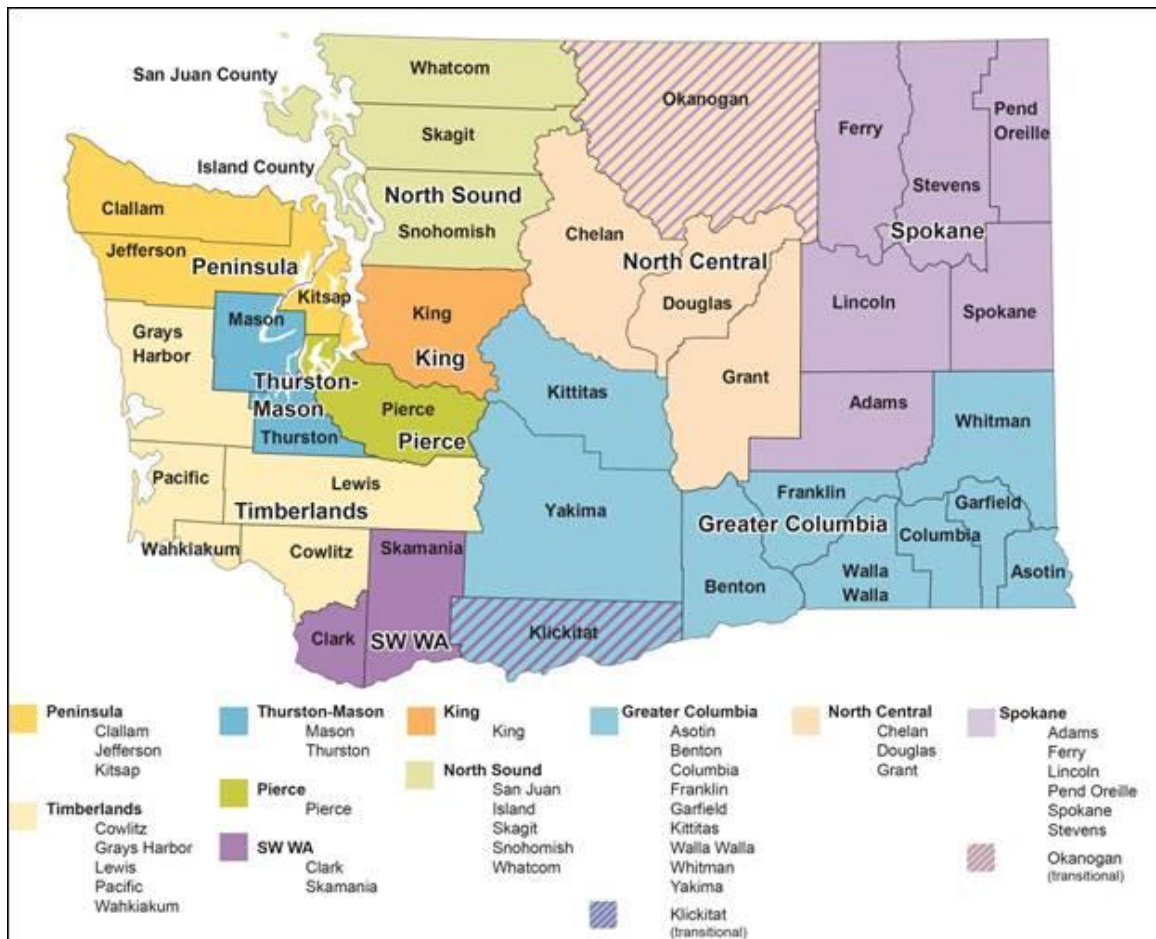 San Juan County
Whatcom
Okanogan
Pend
Oreille
Ferry
Skagit
Island County
Stevens
North Sound
Clallam
Snohomish
Chelan
Spokane
Jefferson
Peninsula
North Central
Kitsap
Douglas
Lincoln
Spokane
Mason
King
Grays
Harbor
King
Grant
Thurston-
Mason
Kittitas
Adams
Pierce
Whitman
Thurston
Pierce
Pacific
Lewis
Franklin
Garfield
Timberlands
Yakima
Greater Columbia
Columbia
Wahkiakum
Cowlitz
Skamania
Walla
Walla
Asotin
Benton
Clark
SW WA
Klickitat
Peninsula
Clallam
Jefferson
Kitsap
Timberlands
Cowlitz
Grays Harbor
Lewis
Pacific
Wahkiakum
Thurston-Mason
Mason
Thurston
Pierce
Pierce
SW WA
Clark
Skamania
King
King
North Sound
San Juan
Island
Skagit
Snohomish
Whatcom
Greater Columbia
Asotin
Benton
Columbia
Franklin
Garfield
Kittitas
Walla Walla
Whitman
Yakima
Klickitat
(transitional)
North Central
Chelan
Douglas
Grant
Spokane
Adams
Ferry
Lincoln
Pend Oreille
Spokane
Stevens
Okanogan
(transitional)